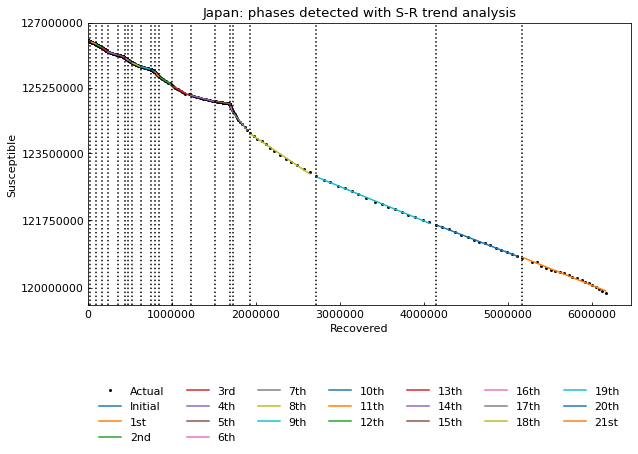 Japan: phases detected with S-R trend analysis
127000000
125250000
123500000
121750000
120000000
Susceptible
0 1000000 2000000 3000000 4000000 5000000 6000000
Recovered
Actual 3rd 7th 10th 13th 16th 19th
Initial 4th 8th 11th 14th 17th 20th
1st 5th 9th 12th 15th 18th 21st
2nd 6th